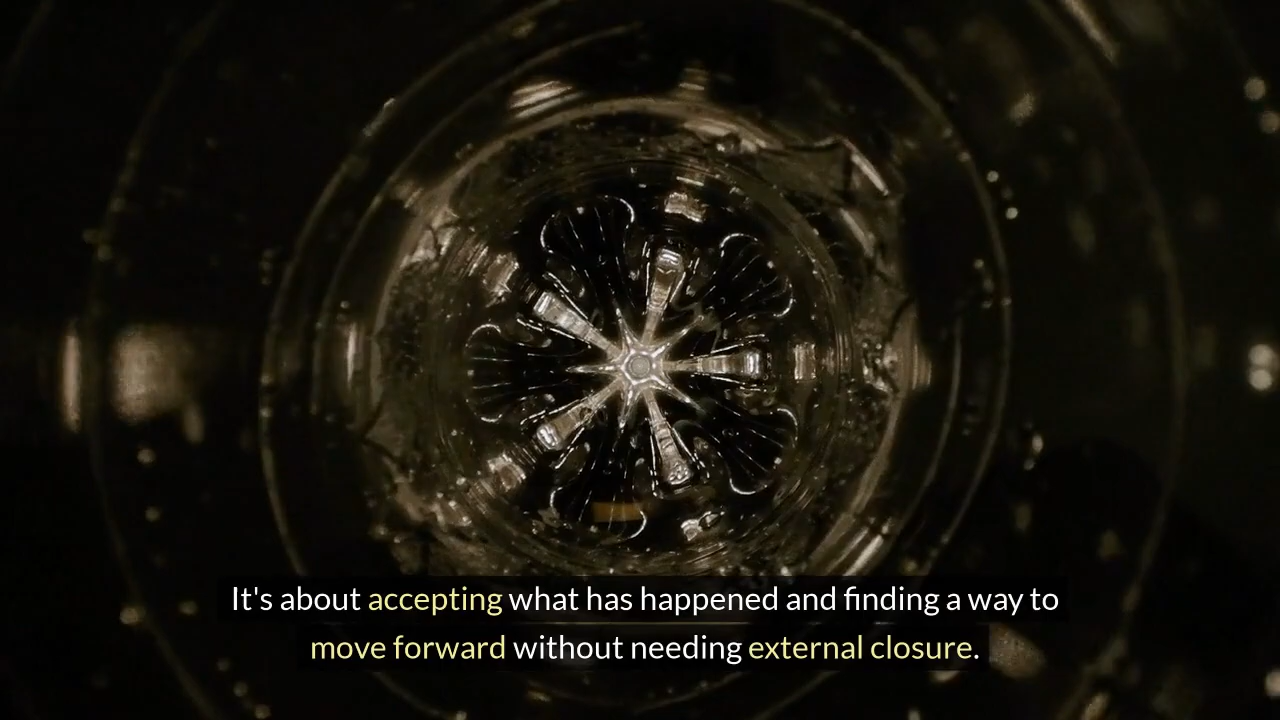 It's about accepting what has happened and finding a way to
move forward without needing external closure.